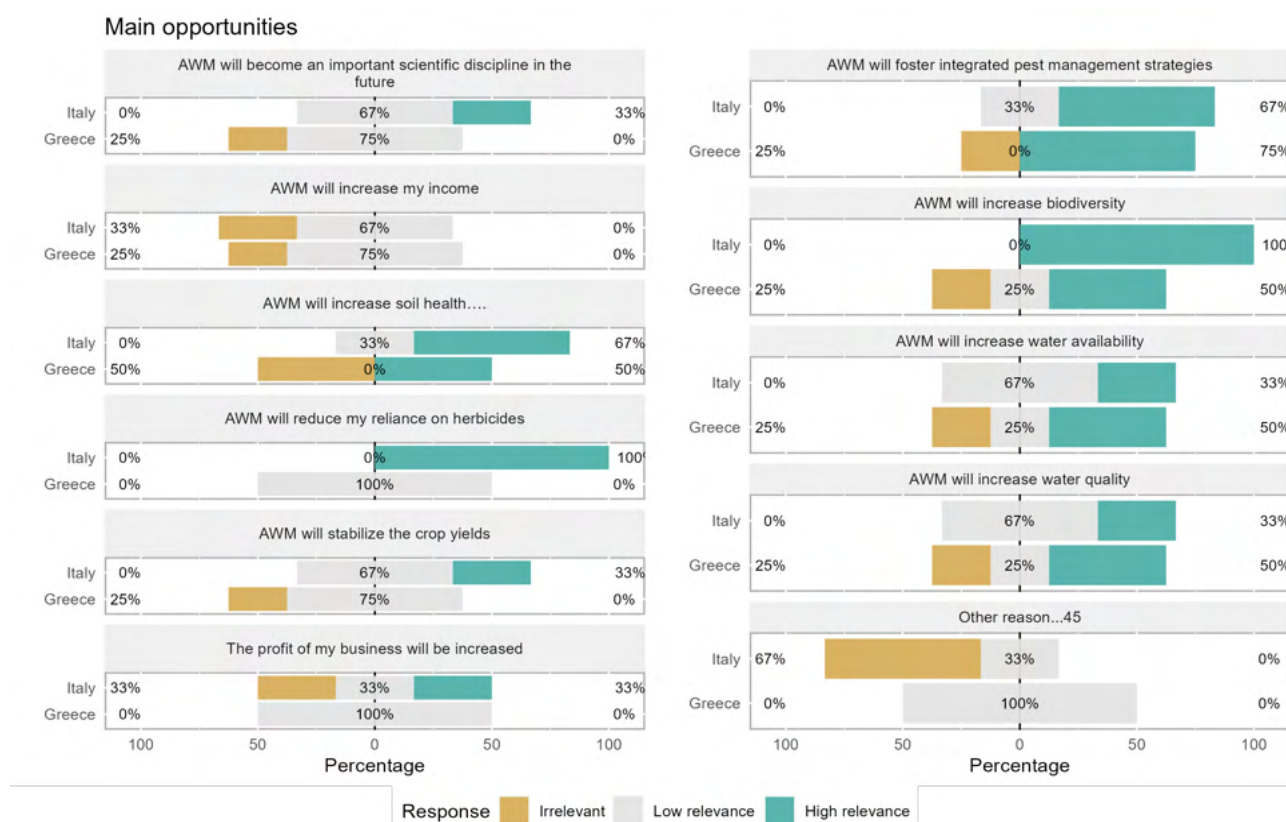 Main opportunities
AWM will become an important scientific discipline in the
future
Italy 0% 67% 33%
Greece 25% 75% 0%
AWM will increase my income
Italy 33% 67% 0%
Greece 25% 75% 0%
AWM will increase soil health....
Italy 0% 33% 67%
Greece 50% 0% 50%
AWM will reduce my reliance on herbicides
Italy 0% 0% 100%
Greece 0% 100% 0%
AWM will stabilize the crop yields
Italy 0% 67% 33%
Greece 25% 75% 0%
The profit of my business will be increased
Italy 33% 33% 33%
Greece 0% 100% 0%
100 50 0 50 100
Percentage
AWM will foster integrated pest management strategies
Italy 0% 33% 67%
Greece 25% 0% 75%
AWM will increase biodiversity
Italy 0% 0% 100
Greece 25% 25% 50%
AWM will increase water availability
Italy 0% 67% 33%
Greece 25% 25% 50%
AWM will increase water quality
Italy 0% 67% 33%
Greece 25% 25% 50%
Other reason...45
Italy 67% 33% 0%
Greece 0% 100% 0%
100 50 0 50 100
Percentage
Response Irrelevant Low relevance High relevance